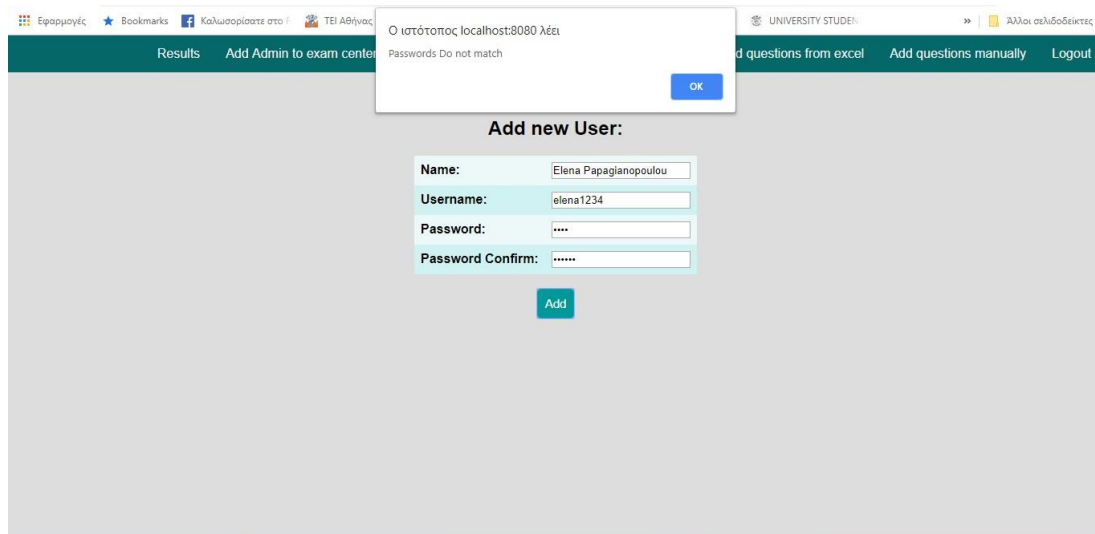 Εφαρμογές Bookmarks Καλωσορίσατε στο F ΤΕΙ Αθήνας UNIVERSITY STUDEN » Άλλοι σελιδοδείκτες
Ο ιστότοπος localhost:8080 λέει
Passwords Do not match
OK
Results Add Admin to exam center d questions from excel Add questions manually Logout
Add new User:
Name: Elena Papagianopoulou
Username: elena1234
Password: ••••
Password Confirm: ••••••
Add